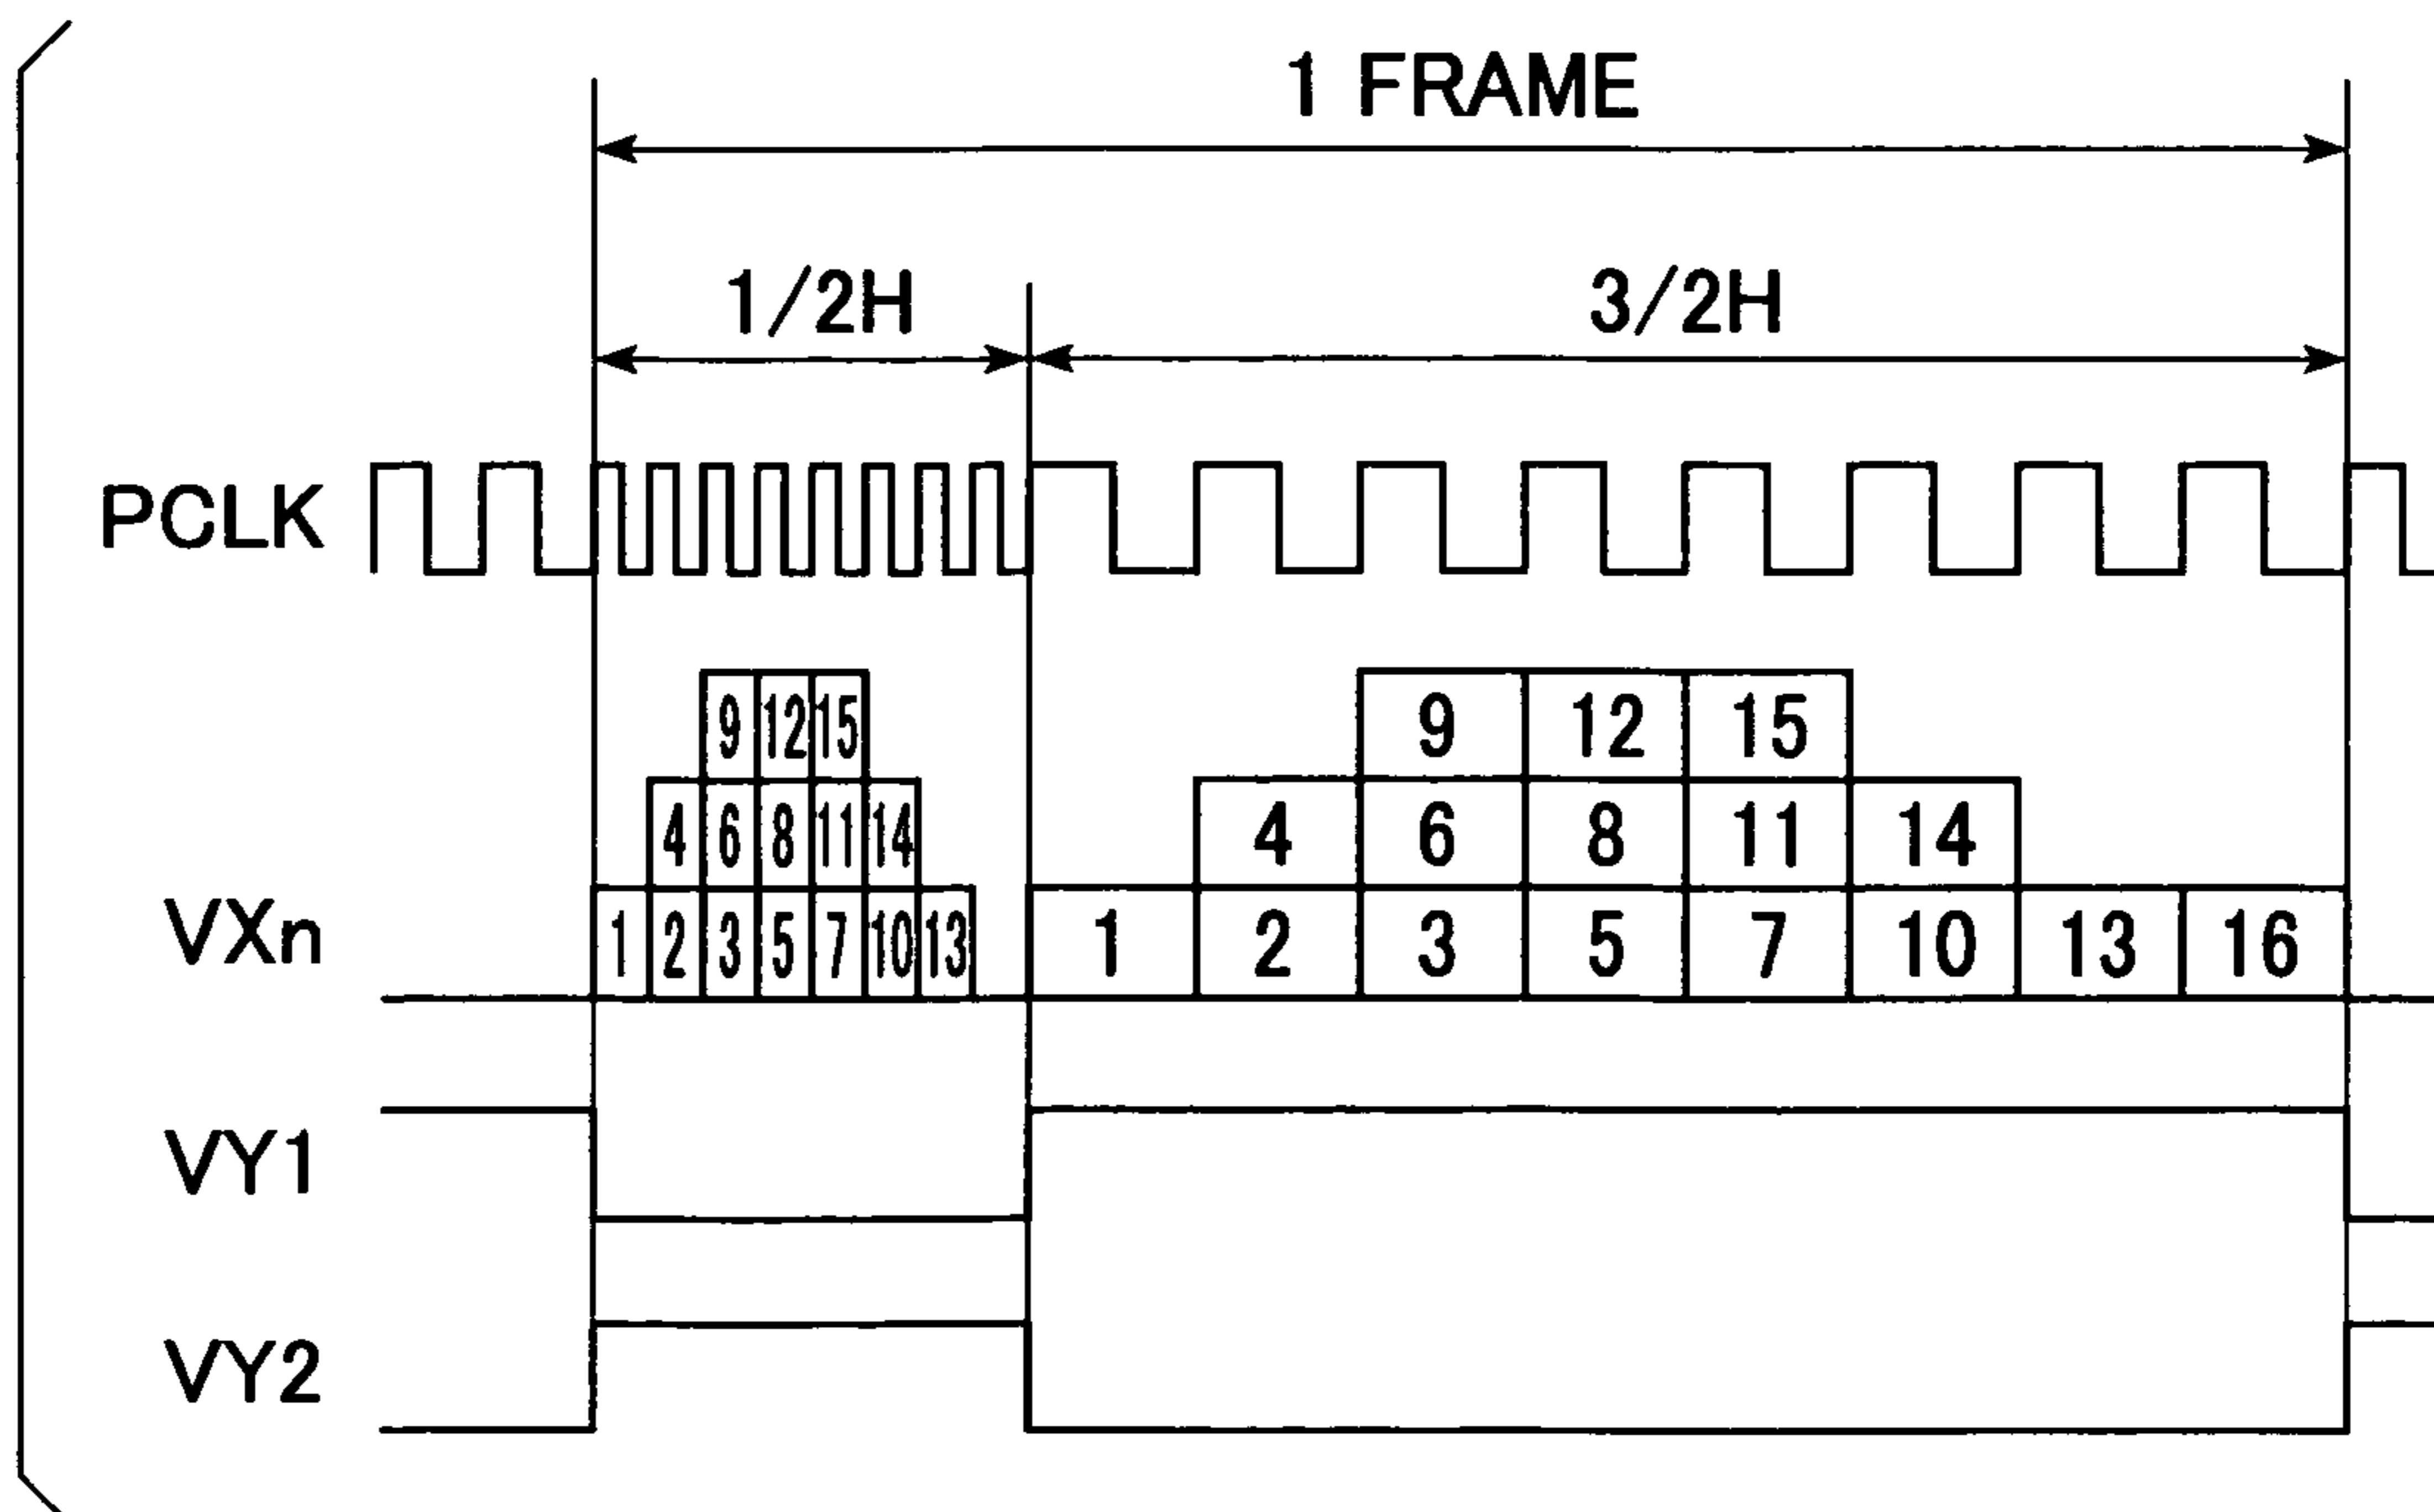 1 FRAME
1/2H 3/2H
PCLK
9 12 15 9 12 15
4 6 8 11 14 4 6 8 11 14
VXn 1 2 3 5 7 10 13 1 2 3 5 7 10 13 16
VY1
VY2